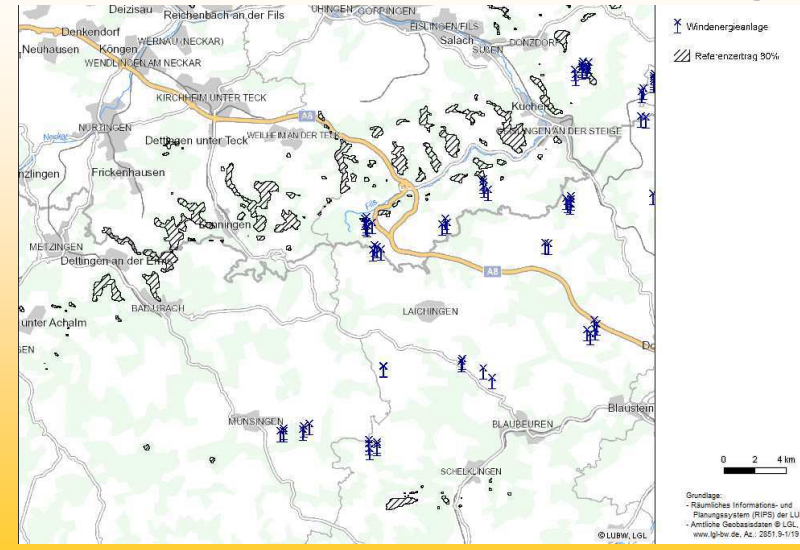 Deizisau
Reichenbach an der Fils
UHINGEN
GÖPPINGEN
EISLINGEN/FILS
Salach
SÜßEN
DONZDORF
Denkendorf
WERNAU (NECKAR)
Neuhausen
Köngen
WENDLINGEN AM NECKAR
KIRCHHEIM UNTER TECK
A8
Kuchen
NÜRTINGEN
Dettingen unter Teck
WEILHEIM AN DER TECK
GEISLINGEN AN DER STEIGE
Neckar
nzlingen
Frickenhausen
Fils
METZINGEN
Dettingen an der Erms
A8
BAD URACH
LAICHINGEN
unter Achalm
GEN
Do
MÜNSINGEN
BLAUBEUREN
Blaustein
SCHELKLINGEN
© LUBW, LGL
Windenergieanlage
Referenzertrag 80%
0 2 4 km
Grundlage:
- Räumliches Informations- und
Planungssystem (RIPS) der LU
- Amtliche Geobasisdaten © LGL,
www.lgl-bw.de, Az.: 2851.9-1/19